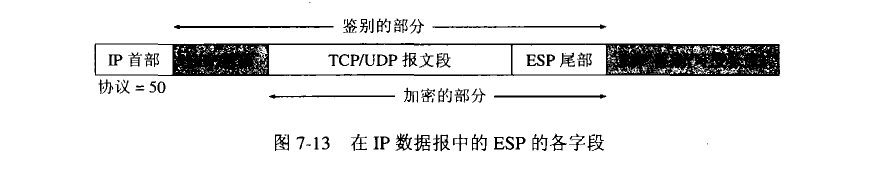 鉴别的部分
IP 首部
TCP/UDP 报文段
ESP 尾部
协议 = 50
加密的部分
图 7-13 在 IP 数据报中的 ESP 的各字段